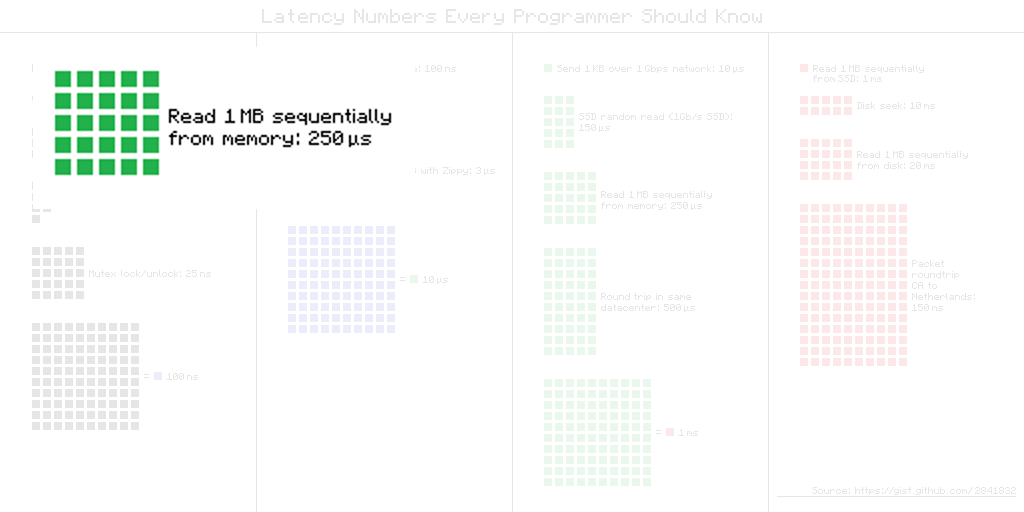 Latency Numbers Every Programmer Should Know
Read 1 MB sequentially
from memory: 250 µs
: 100 ns
with Zippy: 3 µs
Mutex lock/unlock: 25 ns
= 100 ns
= 10 µs
Send 1 KB over 1 Gbps network: 10 µs
SSD random read (1Gb/s SSD):
150 µs
Read 1 MB sequentially
from memory: 250 µs
Round trip in same
datacenter: 500 µs
= 1 ms
Read 1 MB sequentially
from SSD: 1 ms
Disk seek: 10 ms
Read 1 MB sequentially
from disk: 20 ms
Packet
roundtrip
CA to
Netherlands:
150 ms
Source: https://gist.github.com/2841832